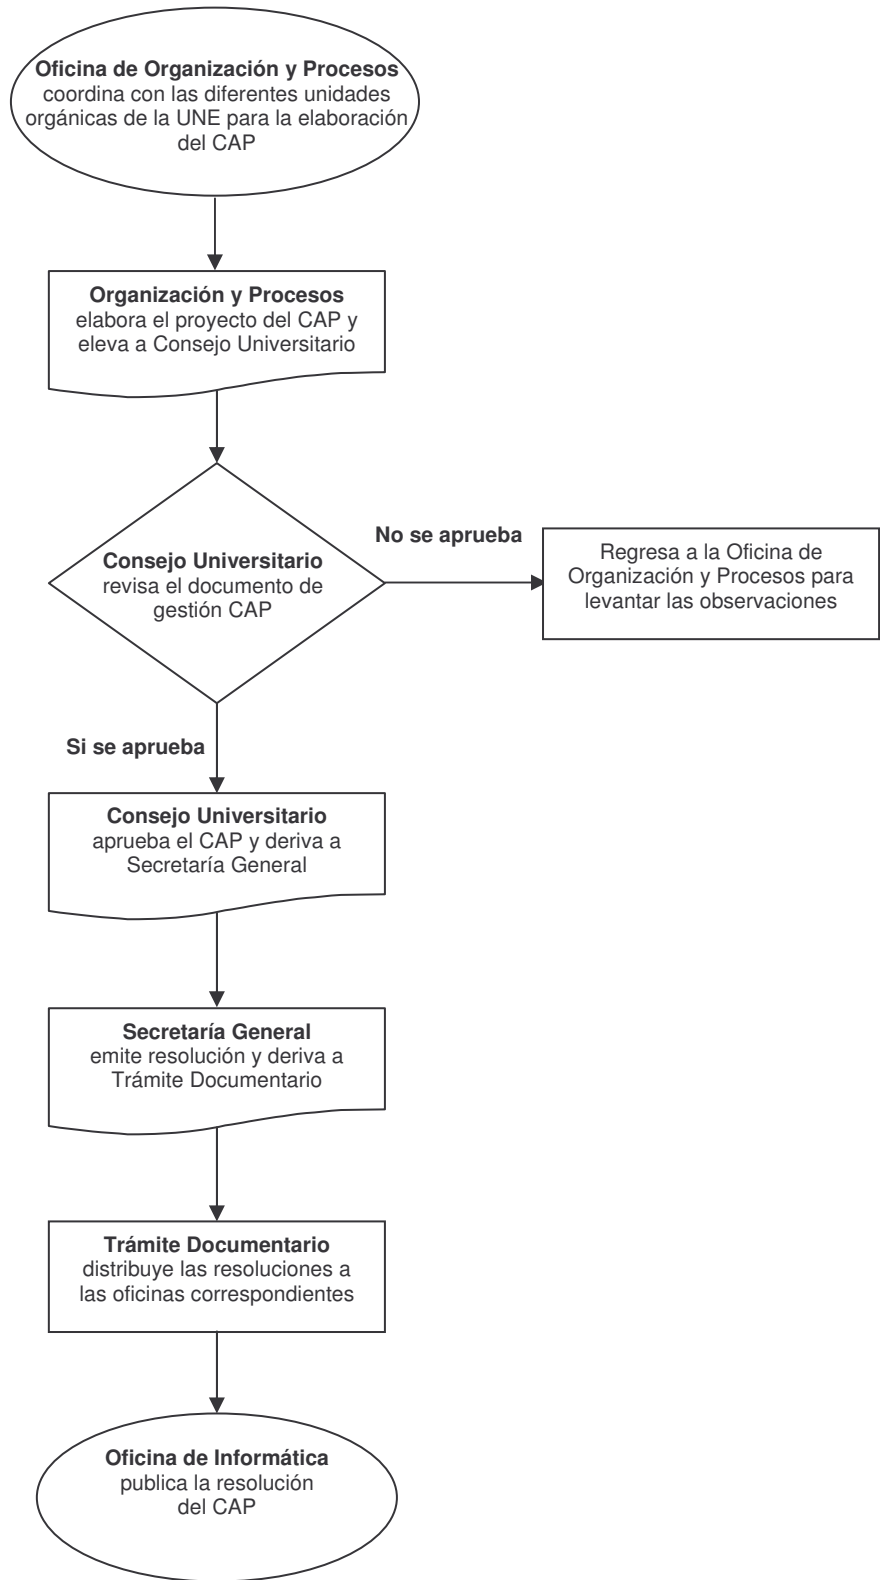 Oficina de Organización y Procesos
coordina con las diferentes unidades
orgánicas de la UNE para la elaboración
del CAP
Organización y Procesos
elabora el proyecto del CAP y
eleva a Consejo Universitario
Consejo Universitario
revisa el documento de
gestión CAP
No se aprueba
Regresa a la Oficina de
Organización y Procesos para
levantar las observaciones
Si se aprueba
Consejo Universitario
aprueba el CAP y deriva a
Secretaría General
Secretaría General
emite resolución y deriva a
Trámite Documentario
Trámite Documentario
distribuye las resoluciones a
las oficinas correspondientes
Oficina de Informática
publica la resolución
del CAP